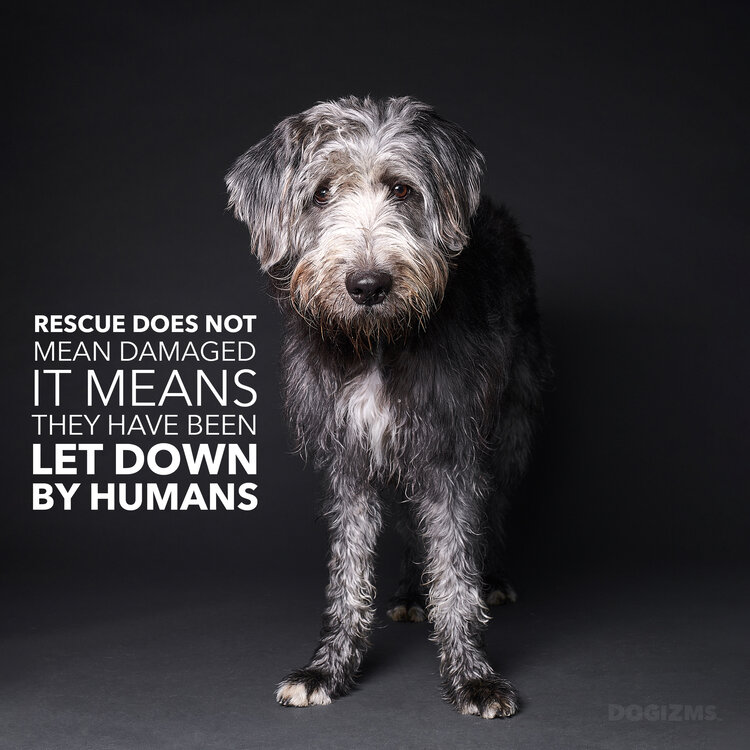 RESCUE DOES NOT
MEAN DAMAGED
IT MEANS
THEY HAVE BEEN
LET DOWN
BY HUMANS
DOGIZMS